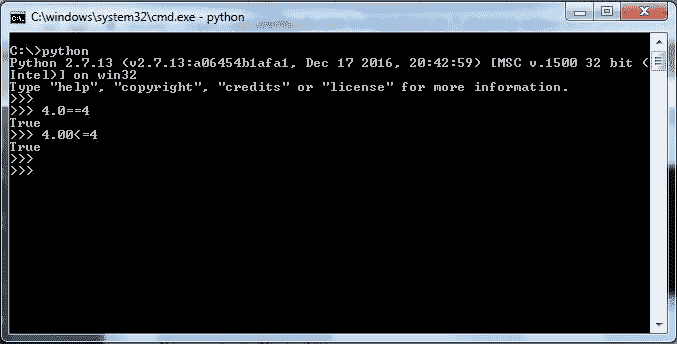 C:\windows\system32\cmd.exe - python
C:\>python
Python 2.7.13 (v2.7.13:a06454b1afa1, Dec 17 2016, 20:42:59) [MSC v.1500 32 bit (
Intel)] on win32
Type "help", "copyright", "credits" or "license" for more information.
>>>
>>> 4.0==4
True
>>> 4.00<=4
True
>>>
>>>